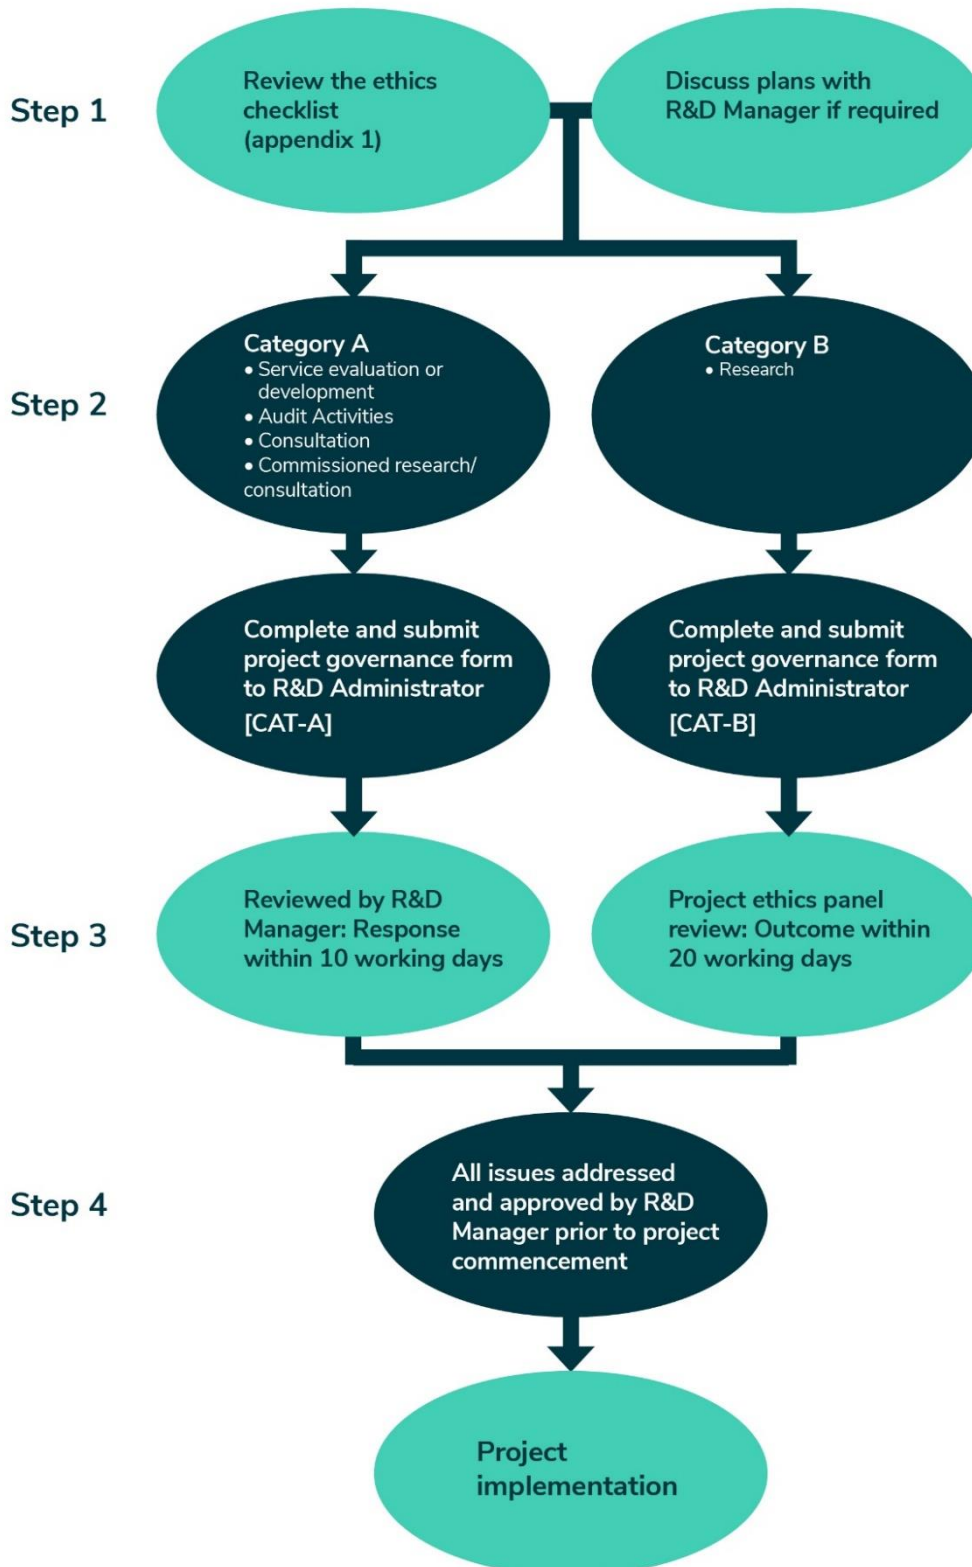 Step 1
Review the ethics
checklist
(appendix 1)
Discuss plans with
R&D Manager if required
Step 2
Category A
• Service evaluation or
development
• Audit Activities
• Consultation
• Commissioned research/
consultation
Category B
• Research
Complete and submit
project governance form
to R&D Administrator
[CAT-A]
Complete and submit
project governance form
to R&D Administrator
[CAT-B]
Step 3
Reviewed by R&D
Manager: Response
within 10 working days
Project ethics panel
review: Outcome within
20 working days
Step 4
All issues addressed
and approved by R&D
Manager prior to project
commencement
Project
implementation